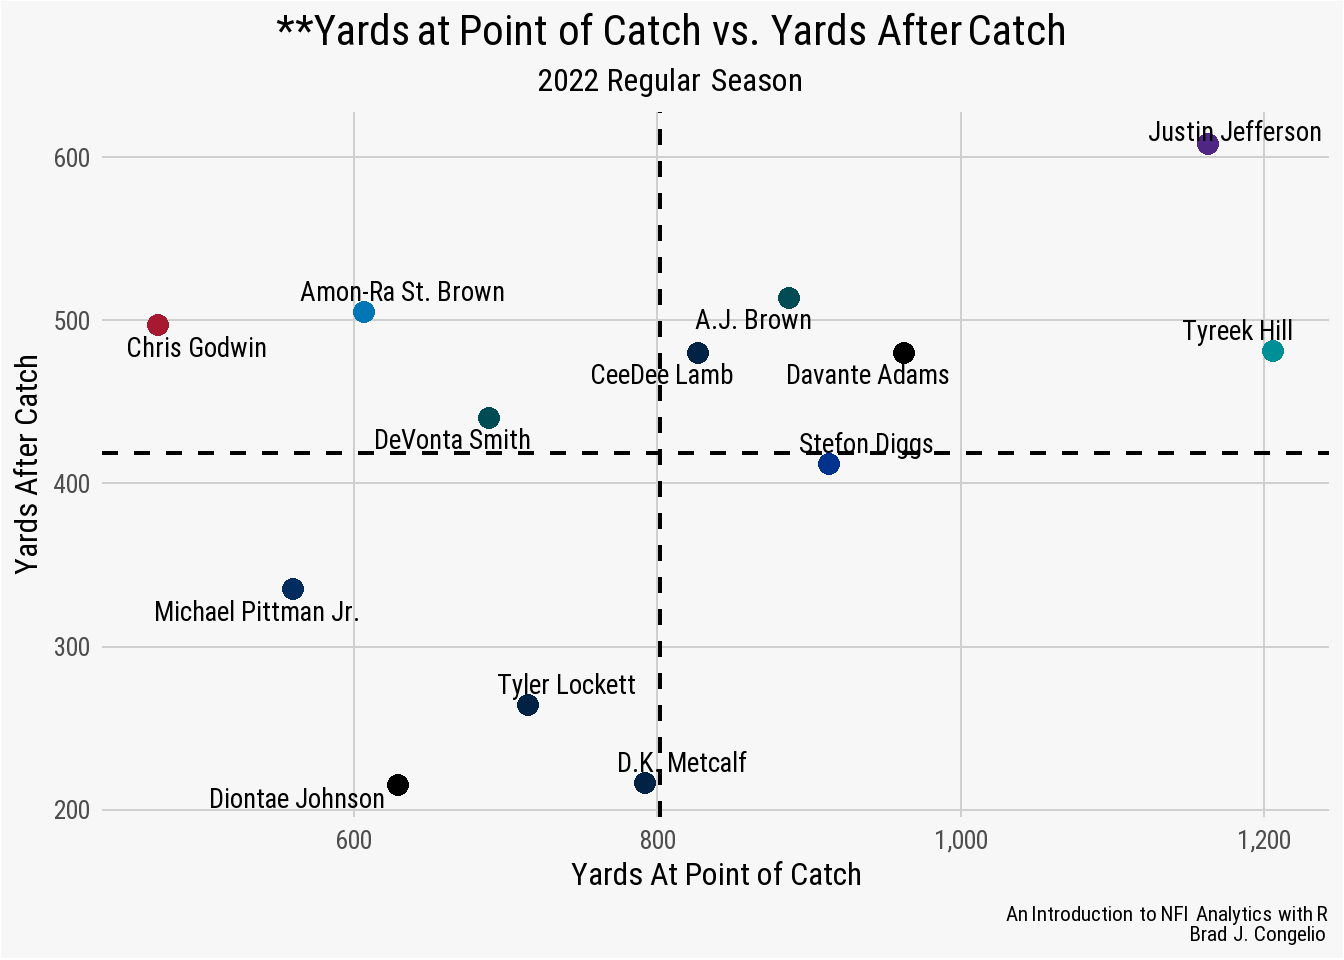 **Yards at Point of Catch vs. Yards After Catch
2022 Regular Season
Justin Jefferson
600
Amon-Ra St. Brown
500
A.J. Brown
Tyreek Hill
Chris Godwin
CeeDee Lamb
Davante Adams
DeVonta Smith
Stefon Diggs
Yards After Catch
400
Michael Pittman Jr.
300
Tyler Lockett
D.K. Metcalf
Diontae Johnson
200
600
800
1,000
1,200
Yards At Point of Catch
An Introduction to NFl Analytics with R
Brad J. Congelio